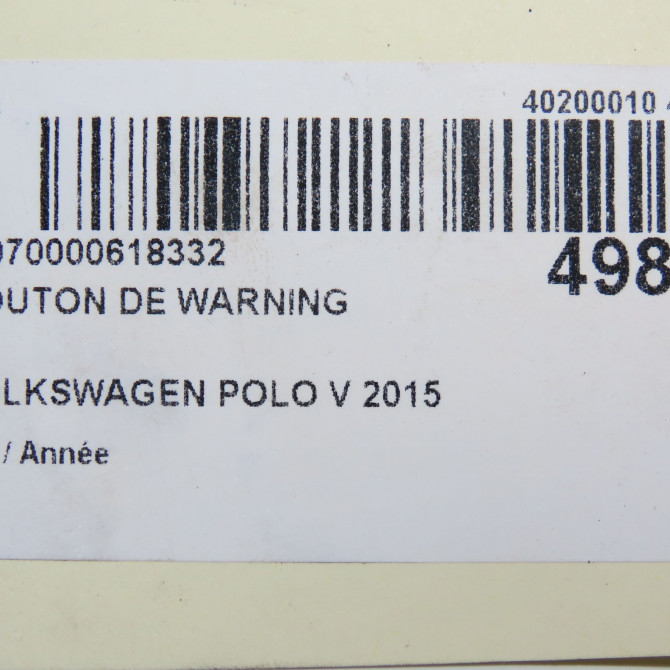 40200010
070000618332
498
OUTON DE WARNING
LKSWAGEN POLO V 2015
/ Année